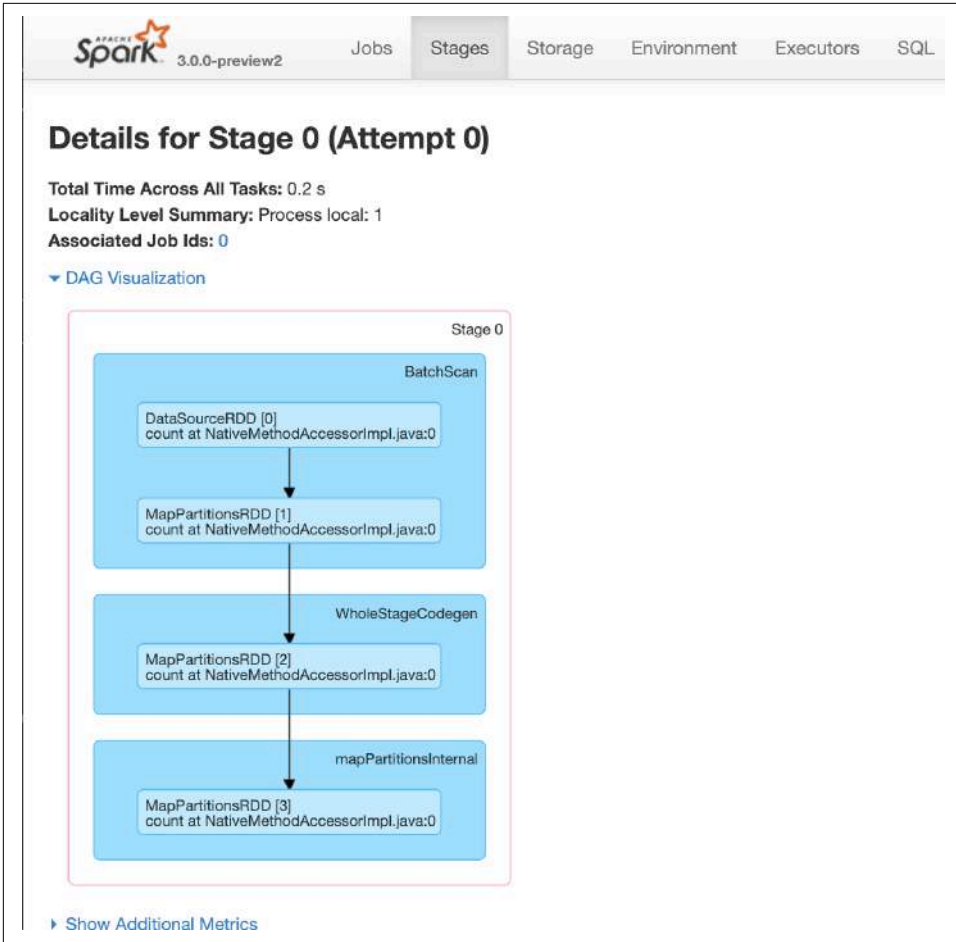 APACHE
Spark 3.0.0-preview2 Jobs Stages Storage Environment Executors SQL
Details for Stage 0 (Attempt 0)
Total Time Across All Tasks: 0.2 s
Locality Level Summary: Process local: 1
Associated Job Ids: 0
DAG Visualization
Stage 0
BatchScan
DataSourceRDD [0]
count at NativeMethodAccessorImpl.java:0
MapPartitionsRDD [1]
count at NativeMethodAccessorImpl.java:0
WholeStageCodegen
MapPartitionsRDD [2]
count at NativeMethodAccessorImpl.java:0
mapPartitionsInternal
MapPartitionsRDD [3]
count at NativeMethodAccessorImpl.java:0
Show Additional Metrics